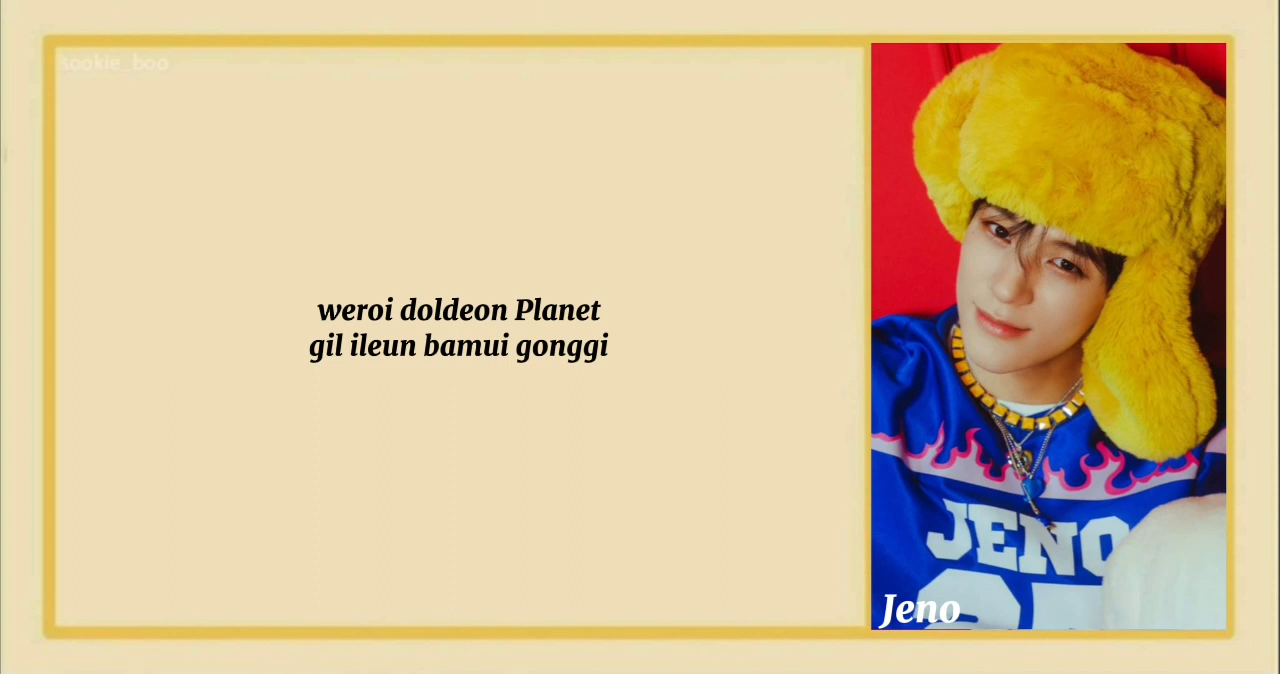 sookie_boo
weroi doldeon Planet
gil ileun bamui gonggi
JENO
Jeno